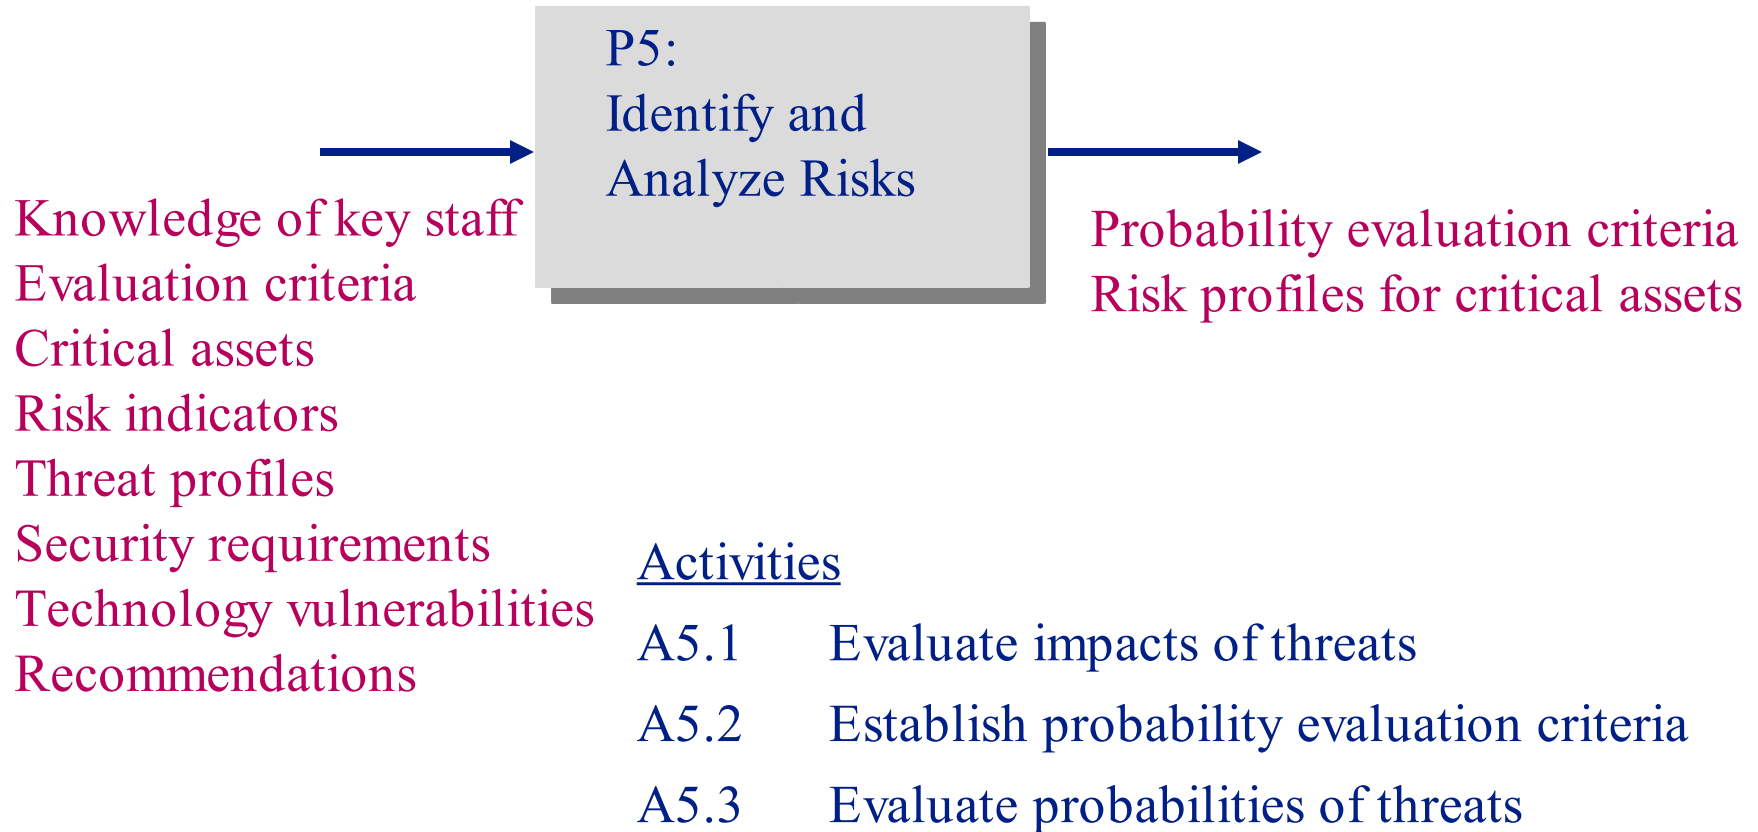 P5:
Identify and
Analyze Risks
Knowledge of key staff
Evaluation criteria
Critical assets
Risk indicators
Threat profiles
Security requirements
Technology vulnerabilities
Recommendations
Probability evaluation criteria
Risk profiles for critical assets
Activities
A5.1 Evaluate impacts of threats
A5.2 Establish probability evaluation criteria
A5.3 Evaluate probabilities of threats